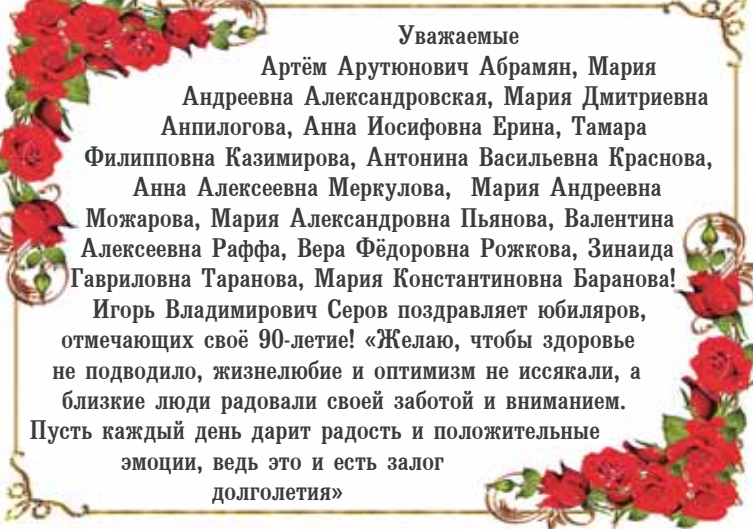 Уважаемые
Артём Арутюнович Абрамян, Мария
Андреевна Александровская, Мария Дмитриевна
Анпилогова, Анна Иосифовна Ерина, Тамара
Филипповна Казимирова, Антонина Васильевна Краснова,
Анна Алексеевна Меркулова, Мария Андреевна
Можарова, Мария Александровна Пьянова, Валентина
Алексеевна Раффа, Вера Фёдоровна Рожкова, Зинаида
Гавриловна Таранова, Мария Константиновна Баранова!
Игорь Владимирович Серов поздравляет юбиляров,
отмечающих своё 90-летие! «Желаю, чтобы здоровье
не подводило, жизнелюбие и оптимизм не иссякали, а
близкие люди радовали своей заботой и вниманием.
Пусть каждый день дарит радость и положительные
эмоции, ведь это и есть залог
долголетия»